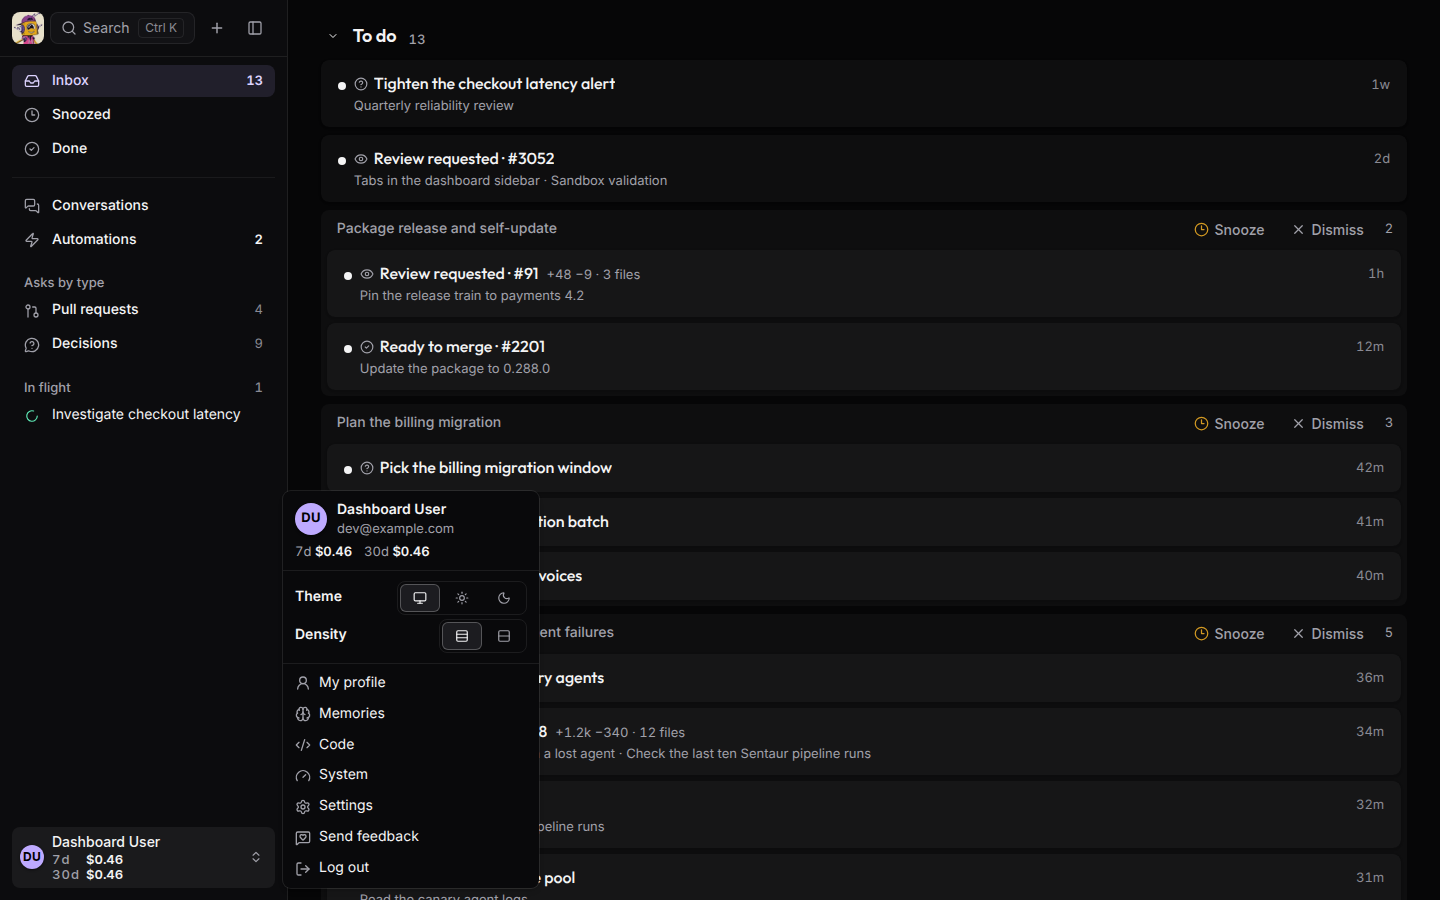 Search Ctrl K
Inbox 13
Snoozed
Done
Conversations
Automations 2
Asks by type
Pull requests 4
Decisions 9
In flight 1
Investigate checkout latency
Dashboard User
DU
7d $0.46
30d $0.46
To do 13
Tighten the checkout latency alert 1w
Quarterly reliability review
Review requested · #3052 2d
Tabs in the dashboard sidebar · Sandbox validation
Package release and self-update Snooze Dismiss 2
Review requested · #91 +48 −9 · 3 files 1h
Pin the release train to payments 4.2
Ready to merge · #2201 12m
Update the package to 0.288.0
Plan the billing migration Snooze Dismiss 3
Pick the billing migration window 42m
tion batch 41m
voices 40m
ent failures Snooze Dismiss 5
ry agents 36m
8 +1.2k −340 · 12 files 34m
a lost agent · Check the last ten Sentaur pipeline runs
32m
peline runs
e pool 31m
Read the canary agent logs
DU Dashboard User
dev@example.com
7d $0.46 30d $0.46
Theme
Density
My profile
Memories
Code
System
Settings
Send feedback
Log out